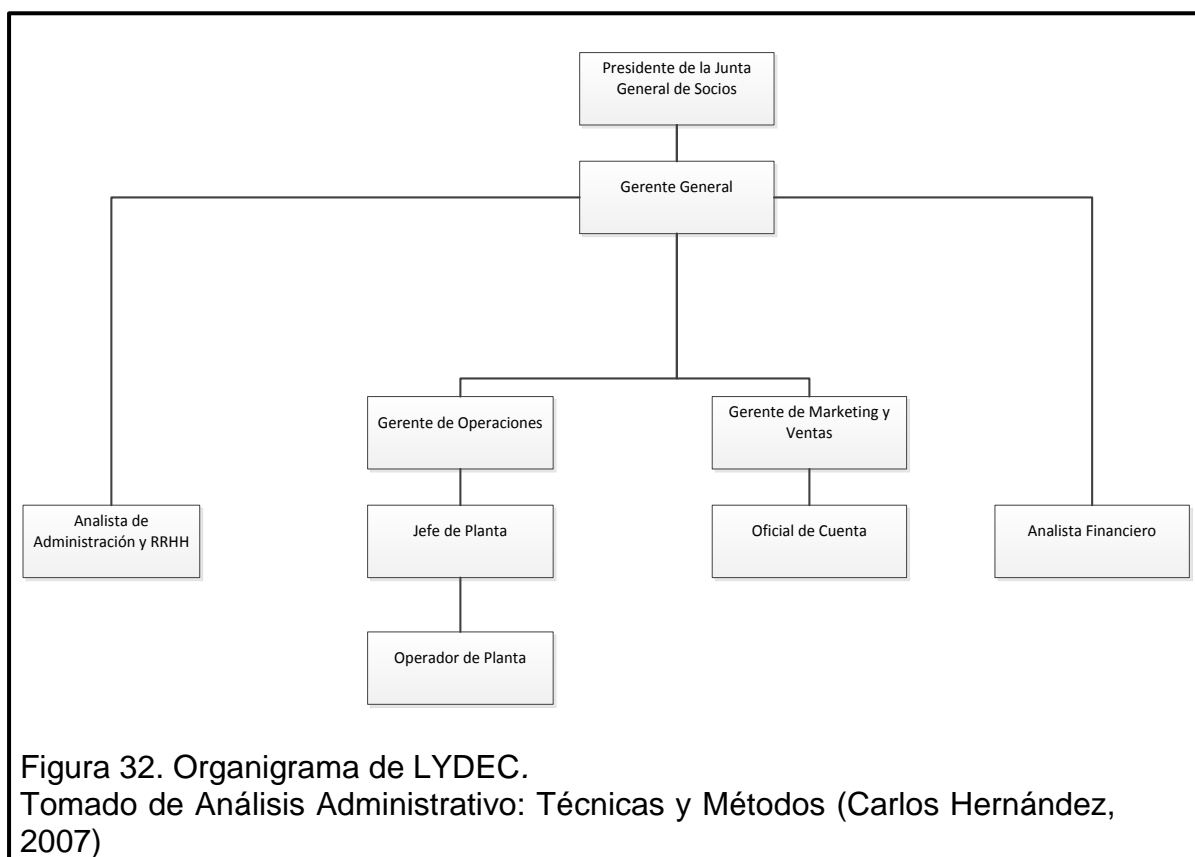 Presidente de la Junta
General de Socios
Gerente General
Gerente de Operaciones
Gerente de Marketing y
Ventas
Analista de
Administración y RRHH
Jefe de Planta
Oficial de Cuenta
Analista Financiero
Operador de Planta
Figura 32. Organigrama de LYDEC.
Tomado de Análisis Administrativo: Técnicas y Métodos (Carlos Hernández,
2007)